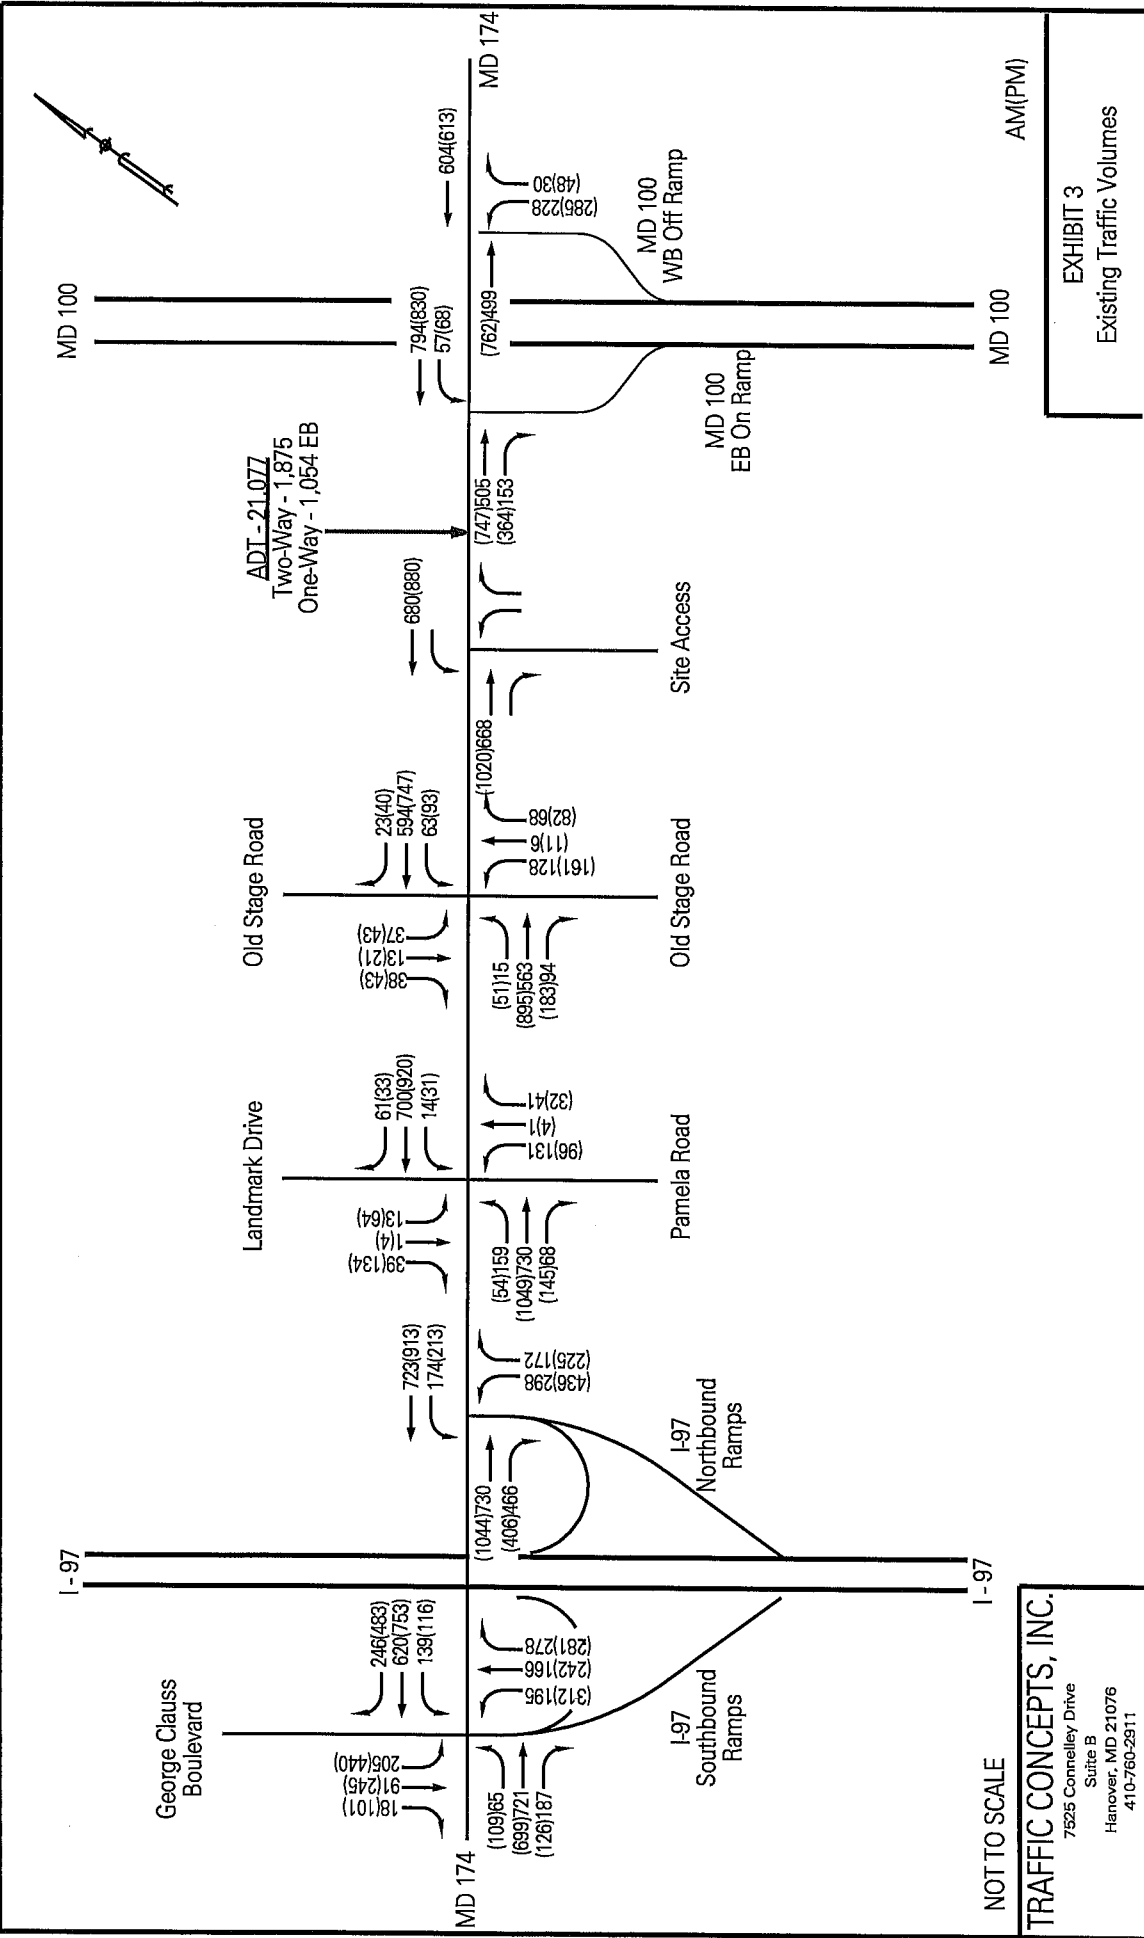 George Clauss
Boulevard
I - 97
Landmark Drive
Old Stage Road
MD 100
ADT - 21,077
Two-Way - 1,875
One-Way - 1,054 EB
18(101)
91(245)
205(440)
246(483)
620(753)
139(116)
723(913)
174(213)
39(134)
1(4)
13(64)
61(33)
700(920)
14(31)
38(43)
13(21)
37(43)
23(40)
594(747)
63(93)
680(880)
794(830)
57(68)
604(613)
MD 174
MD 174
(109)65
(699)721
(126)187
(312)195
(242)166
(281)278
(1044)730
(406)466
(436)298
(225)172
(54)159
(1049)730
(145)68
(96)131
(4)1
(32)41
(51)15
(895)563
(183)94
(161)128
(11)6
(82)68
(1020)668
(747)505
(364)153
(762)499
(285)228
(48)30
I-97
Southbound
Ramps
I-97
Northbound
Ramps
Pamela Road
Old Stage Road
Site Access
MD 100
EB On Ramp
MD 100
WB Off Ramp
I - 97
MD 100
NOT TO SCALE
AM(PM)
TRAFFIC CONCEPTS, INC.
7525 Connelley Drive
Suite B
Hanover, MD 21076
410-760-2911
EXHIBIT 3
Existing Traffic Volumes